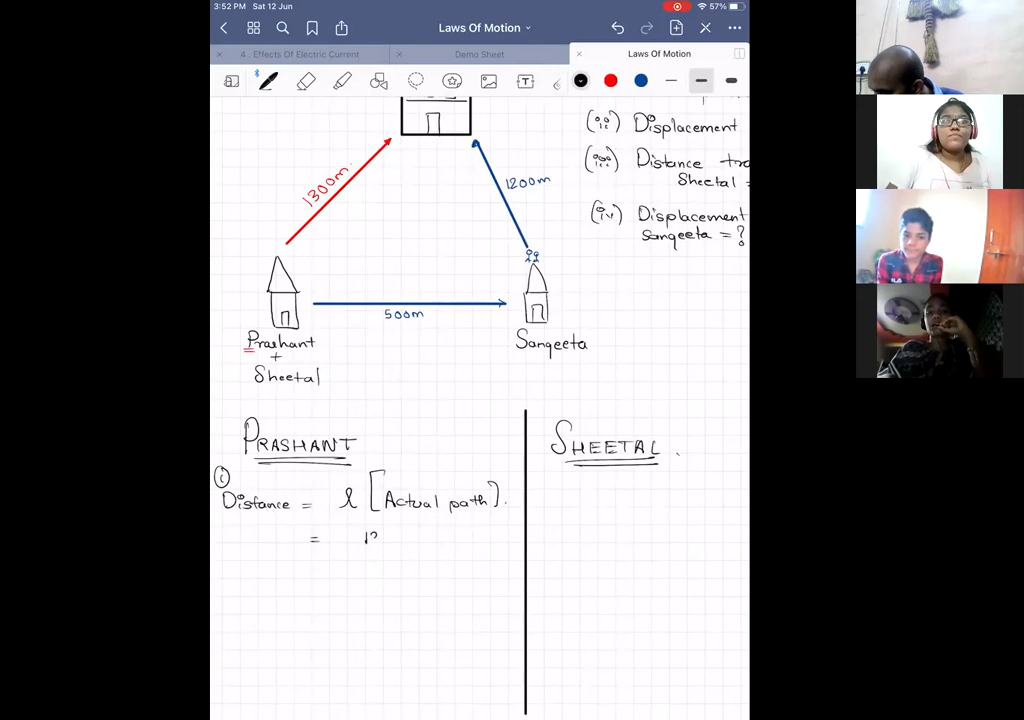 3:52 PM Sat 12 Jun
57%
Laws Of Motion
4 . Effects Of Electric Current
Demo Sheet
Laws Of Motion
T
1300m
1200m
500m
Prashant
+
Sheetal
Sangeeta
(ii) Displacement
(iii) Distance tra
Sheetal =
(iv) Displacement
Sangeeta = ?
PRASHANT
(i)
Distance = l [Actual path].
=
SHEETAL .